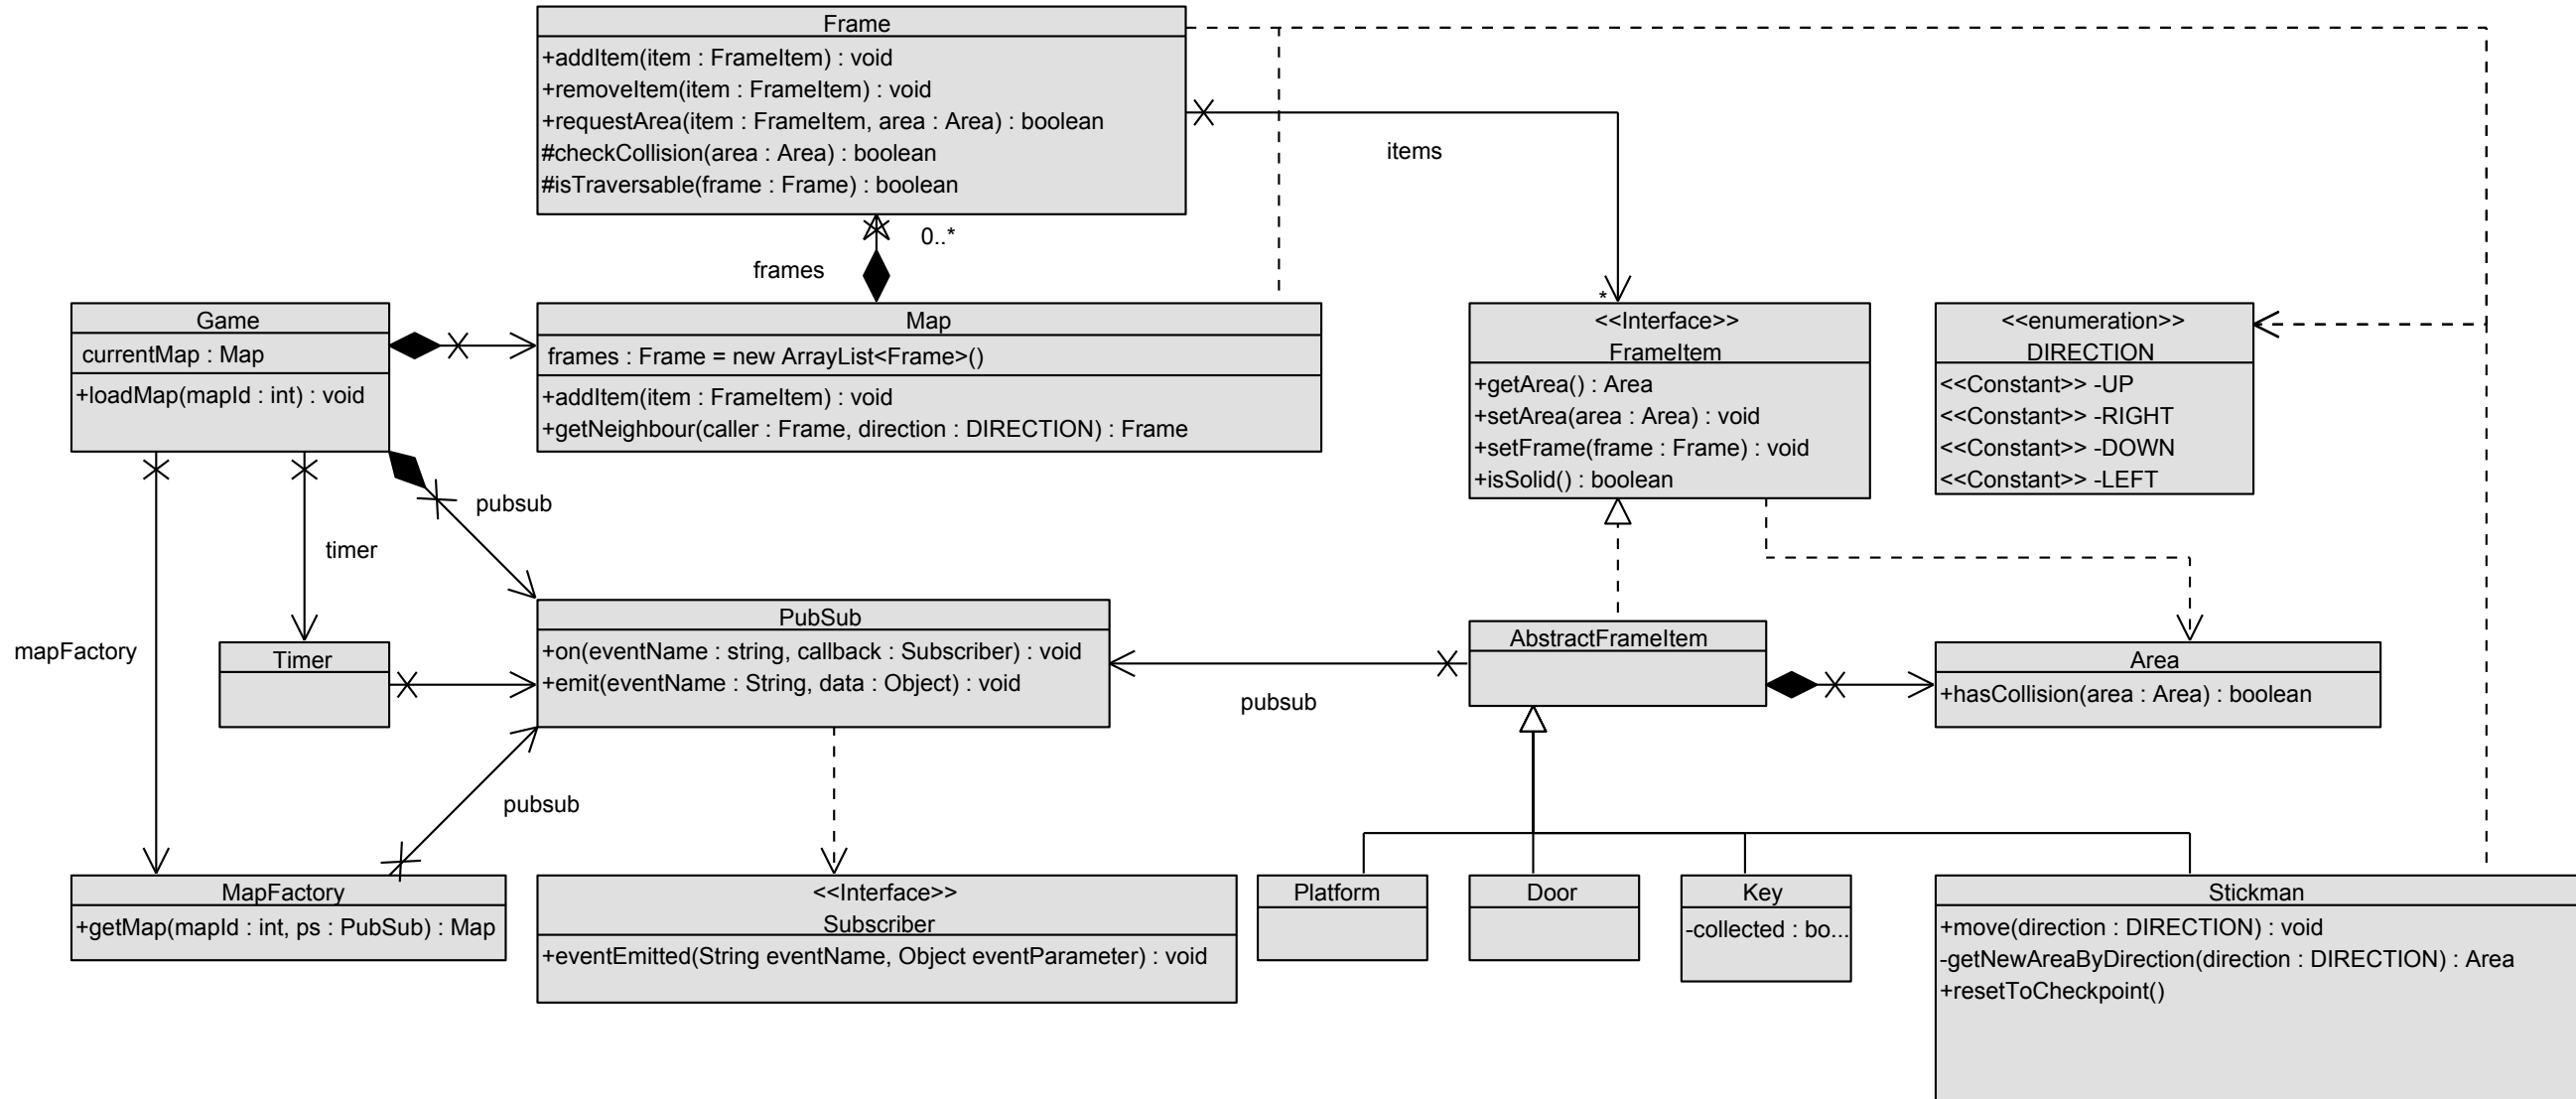 Frame
+addItem(item : FrameItem) : void
+removeItem(item : FrameItem) : void
+requestArea(item : FrameItem, area : Area) : boolean
#checkCollision(area : Area) : boolean
#isTraversable(frame : Frame) : boolean
items
0..*
frames
*
Game
currentMap : Map
+loadMap(mapId : int) : void
Map
frames : Frame = new ArrayList<Frame>()
+addItem(item : FrameItem) : void
+getNeighbour(caller : Frame, direction : DIRECTION) : Frame
<<Interface>>
FrameItem
+getArea() : Area
+setArea(area : Area) : void
+setFrame(frame : Frame) : void
+isSolid() : boolean
<<enumeration>>
DIRECTION
<<Constant>> -UP
<<Constant>> -RIGHT
<<Constant>> -DOWN
<<Constant>> -LEFT
pubsub
timer
mapFactory
Timer
PubSub
+on(eventName : string, callback : Subscriber) : void
+emit(eventName : String, data : Object) : void
pubsub
AbstractFrameItem
Area
+hasCollision(area : Area) : boolean
pubsub
MapFactory
+getMap(mapId : int, ps : PubSub) : Map
<<Interface>>
Subscriber
+eventEmitted(String eventName, Object eventParameter) : void
Platform
Door
Key
-collected : bo...
Stickman
+move(direction : DIRECTION) : void
-getNewAreaByDirection(direction : DIRECTION) : Area
+resetToCheckpoint()